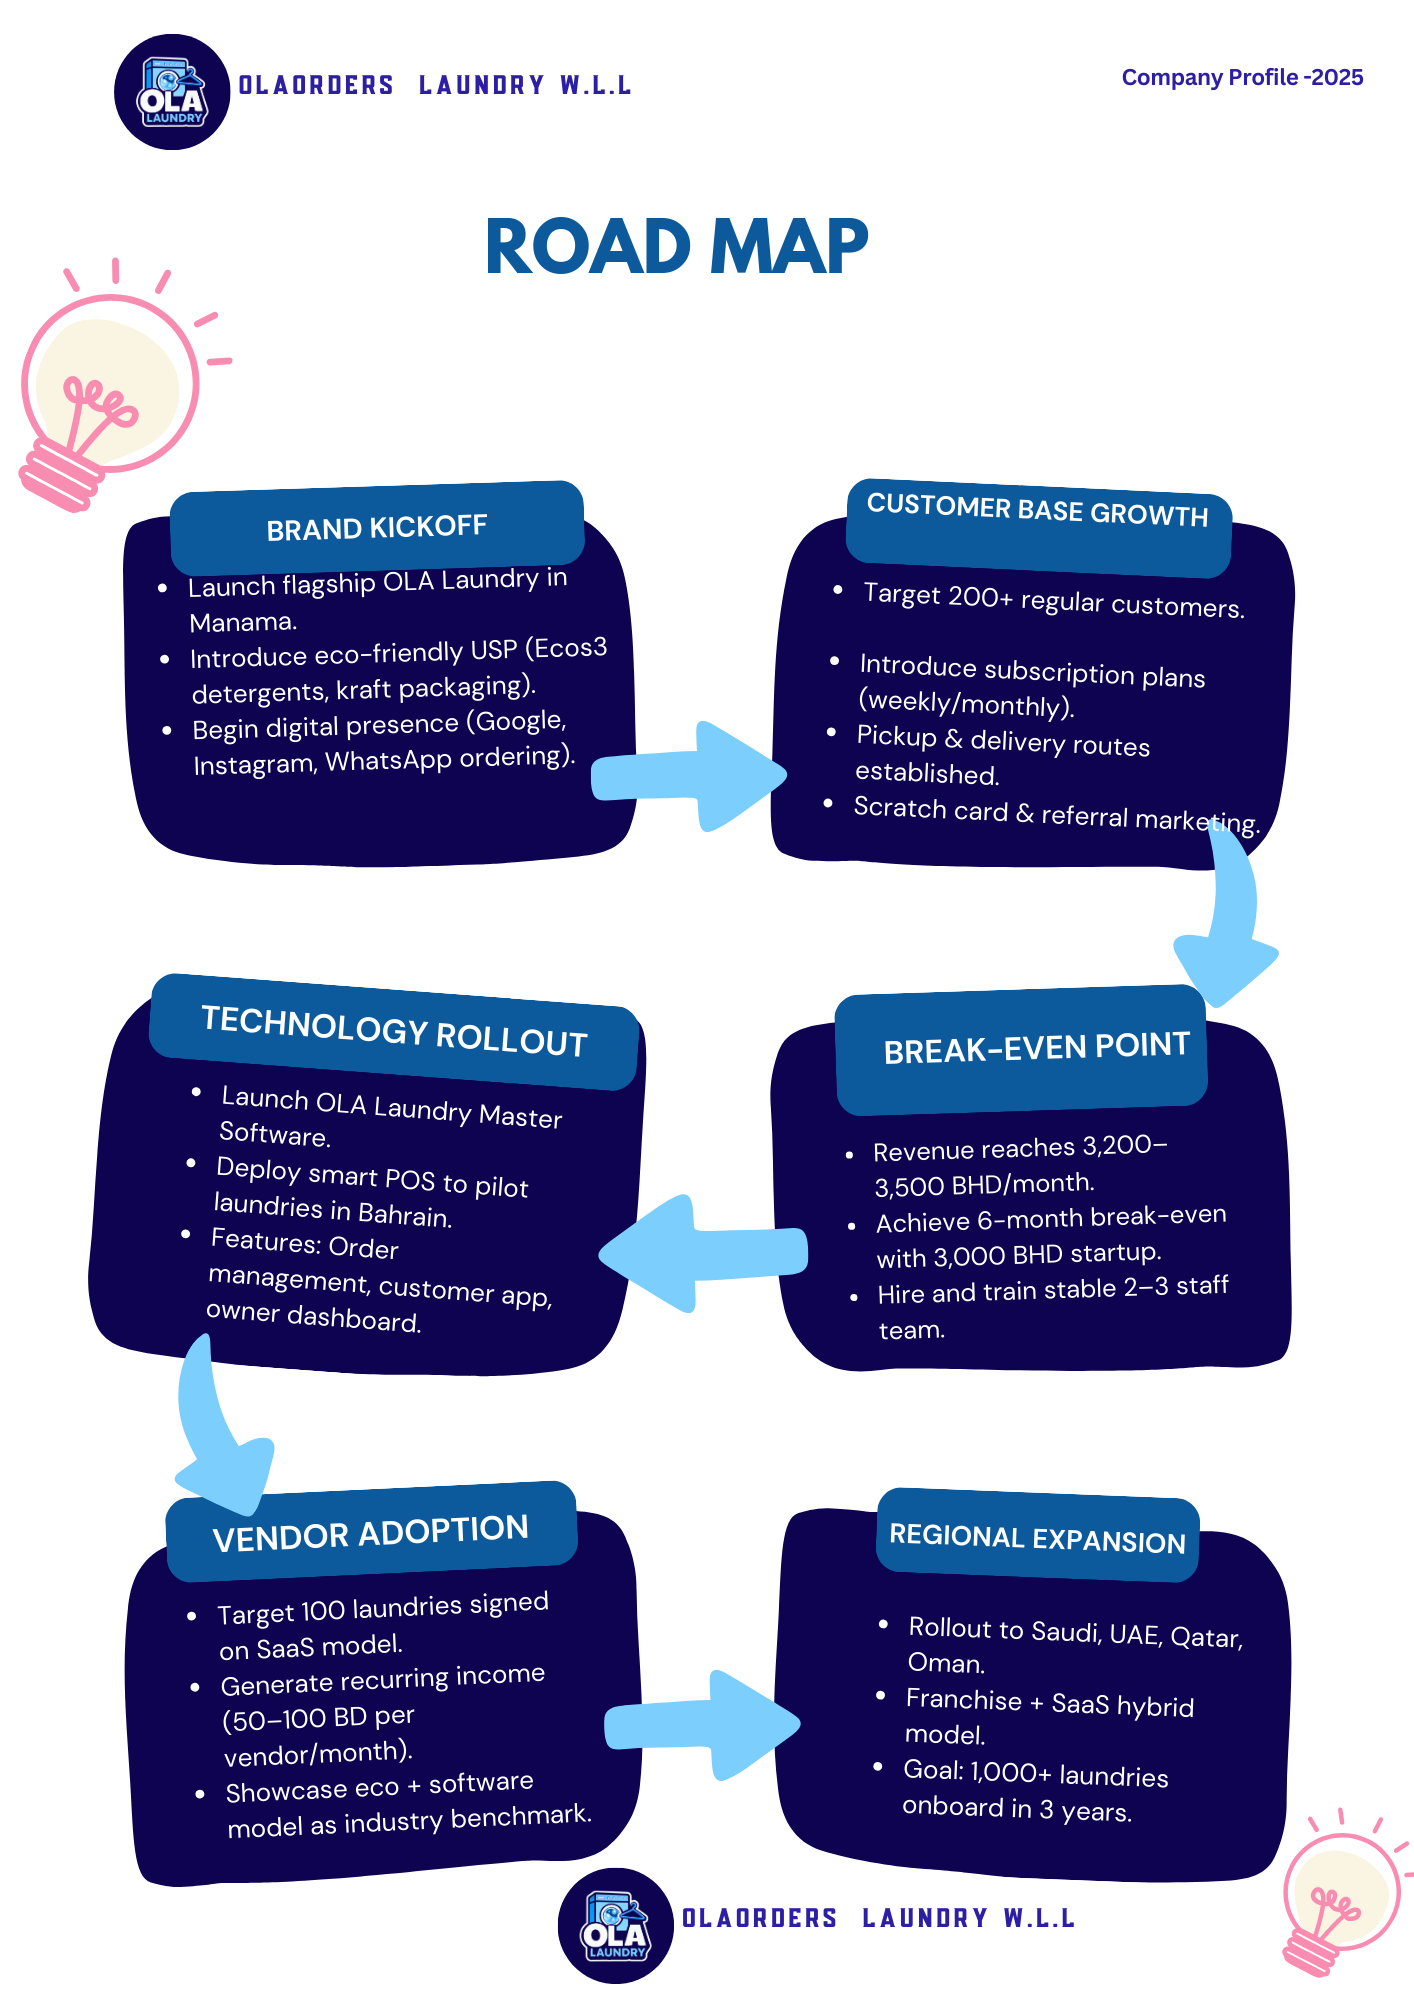 OLA
LAUNDRY
OLAORDERS LAUNDRY W.L.L
Company Profile -2025
ROAD MAP
BRAND KICKOFF
Launch flagship OLA Laundry in
Manama.
Introduce eco-friendly USP (Ecos3
detergents, kraft packaging).
Begin digital presence (Google,
Instagram, WhatsApp ordering).
CUSTOMER BASE GROWTH
Target 200+ regular customers.
Introduce subscription plans
(weekly/monthly).
Pickup & delivery routes
established.
Scratch card & referral marketing.
BREAK-EVEN POINT
Revenue reaches 3,200–
3,500 BHD/month.
Achieve 6-month break-even
with 3,000 BHD startup.
Hire and train stable 2–3 staff
team.
TECHNOLOGY ROLLOUT
Launch OLA Laundry Master
Software.
Deploy smart POS to pilot
laundries in Bahrain.
Features: Order
management, customer app,
owner dashboard.
VENDOR ADOPTION
Target 100 laundries signed
on SaaS model.
Generate recurring income
(50–100 BD per
vendor/month).
Showcase eco + software
model as industry benchmark.
REGIONAL EXPANSION
Rollout to Saudi, UAE, Qatar,
Oman.
Franchise + SaaS hybrid
model.
Goal: 1,000+ laundries
onboard in 3 years.
OLA
LAUNDRY
OLAORDERS LAUNDRY W.L.L